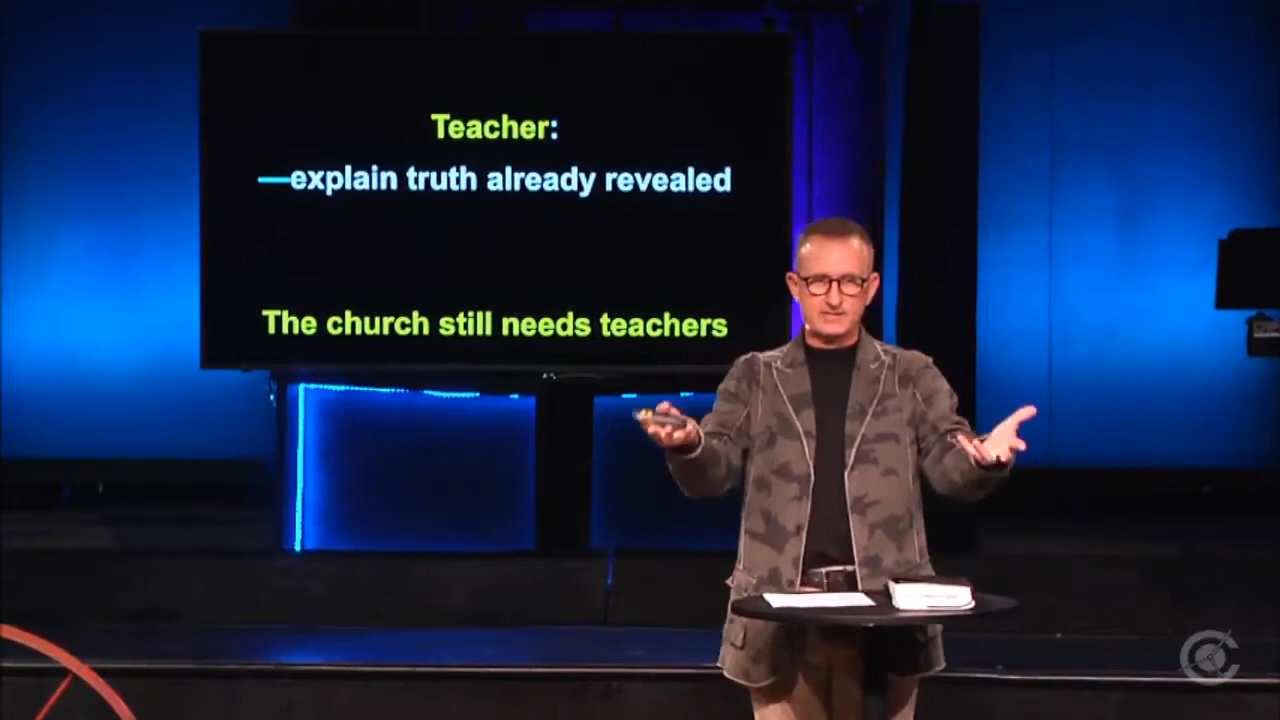 Teacher:
—explain truth already revealed
The church still needs teachers